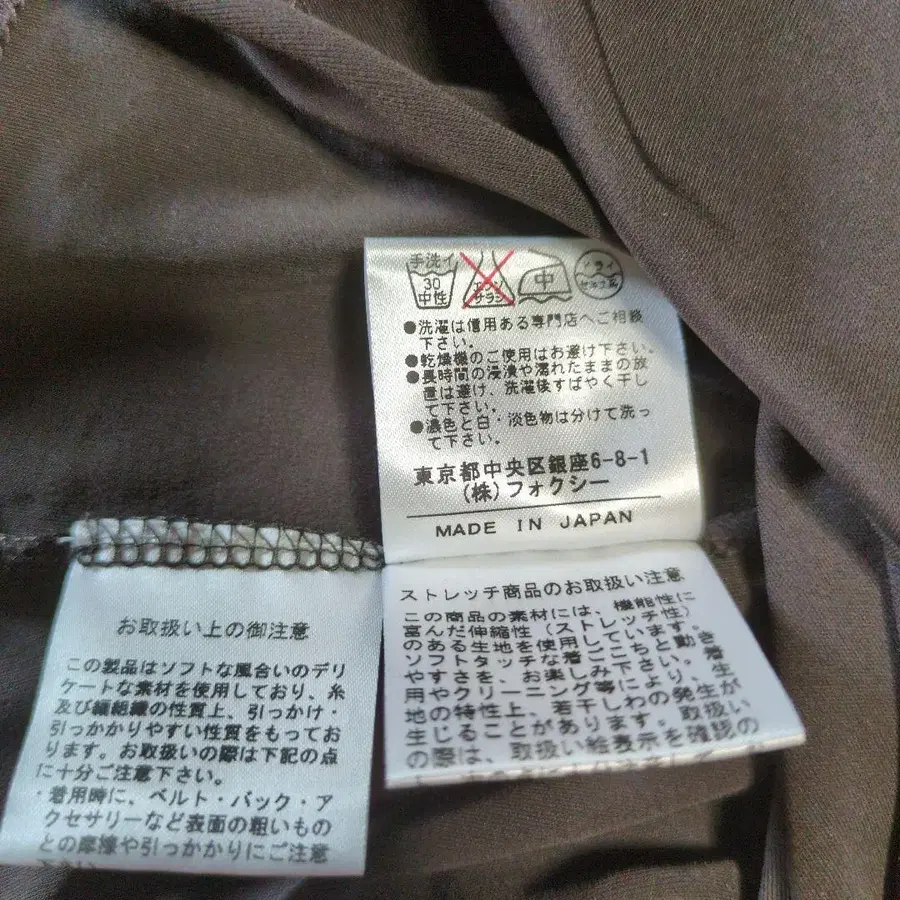 手洗イ
30
中性
エンソ
サラシ
中
ドライ
セキユ系
●洗濯は信用ある専門店へご相談
下さい。
●乾燥機のご使用はお避け下さい。
●長時間の浸漬や濡れたままの放
置は避け、洗濯後すばやく干し
て下さい。
●濃色と白・淡色物は分けて洗っ
て下さい。
東京都中央区銀座6-8-1
(株)フォクシー
MADE IN JAPAN
お取扱い上の御注意
この製品はソフトな風合いのデリ
ケートな素材を使用しており、糸
及び繊組織の性質上、引っかけ・
引っかかりやすい性質をもってお
ります。お取扱いの際は下記の点
に十分ご注意下さい。
・着用時に、ベルト・バック・ア
クセサリーなど表面の粗いもの
との摩擦や引っかかりにご注意
下さい
ストレッチ商品のお取扱い注意
この商品の素材には、機能性に
富んだ伸縮性(ストレッチ性)
のある生地を使用しています。
ソフトタッチな着ごこちと動き
やすさを、お楽しみ下さい。着
用やクリーニング等により、生
地の特性上、若干しわの発生が
生じることがあります。取扱い
の際は、取扱い絵表示を確認の